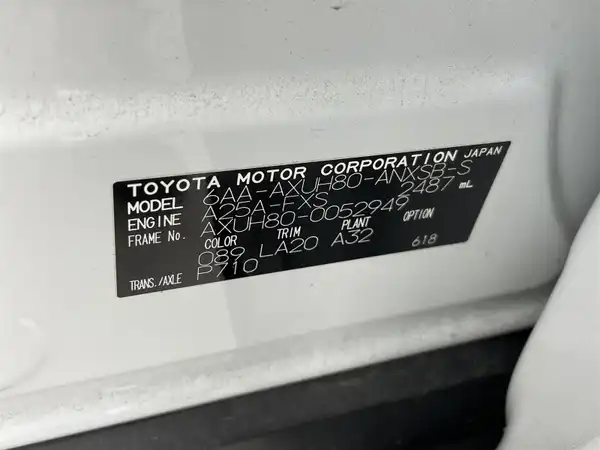 TOYOTA MOTOR CORPORATION JAPAN
MODEL 6AA-AXUH80-ANXSB-S
ENGINE A25A-FXS 2487 mL
FRAME No. AXUH80-0052949
COLOR TRIM PLANT OPTION
089 LA20 A32 618
TRANS./AXLE P710